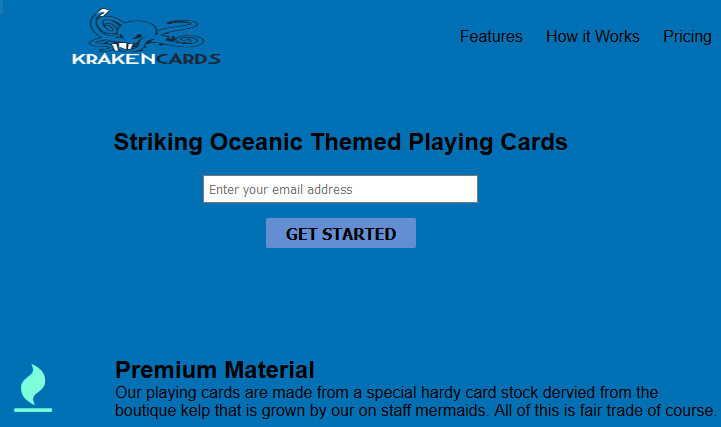 KRAKENCARDS
Features How it Works Pricing
Striking Oceanic Themed Playing Cards
Enter your email address
GET STARTED
Premium Material
Our playing cards are made from a special hardy card stock dervied from the
boutique kelp that is grown by our on staff mermaids. All of this is fair trade of course.